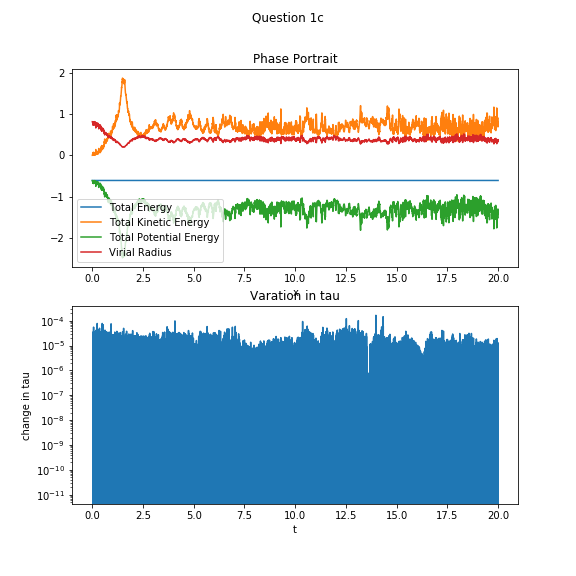 Question 1c
Phase Portrait
2
1
0
−1
−2
Total Energy
Total Kinetic Energy
Total Potential Energy
Virial Radius
0.0 2.5 5.0 7.5 10.0 12.5 15.0 17.5 20.0
x
Varation in tau
change in tau
10⁻⁴
10⁻⁵
10⁻⁶
10⁻⁷
10⁻⁸
10⁻⁹
10⁻¹⁰
10⁻¹¹
0.0 2.5 5.0 7.5 10.0 12.5 15.0 17.5 20.0
t